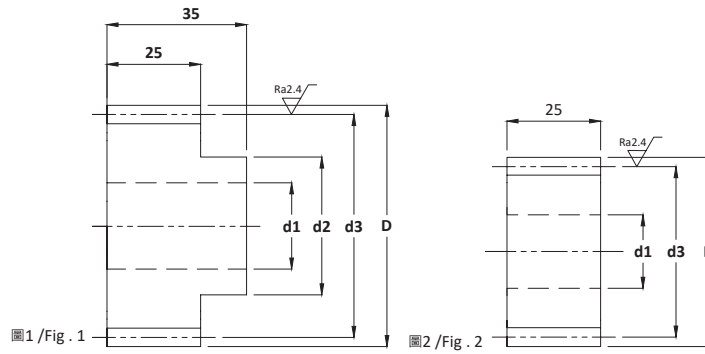 35
25
Ra2.4
d1
d2
d3
D
圖1 /Fig . 1
25
Ra2.4
d1
d3
圖2 /Fig . 2